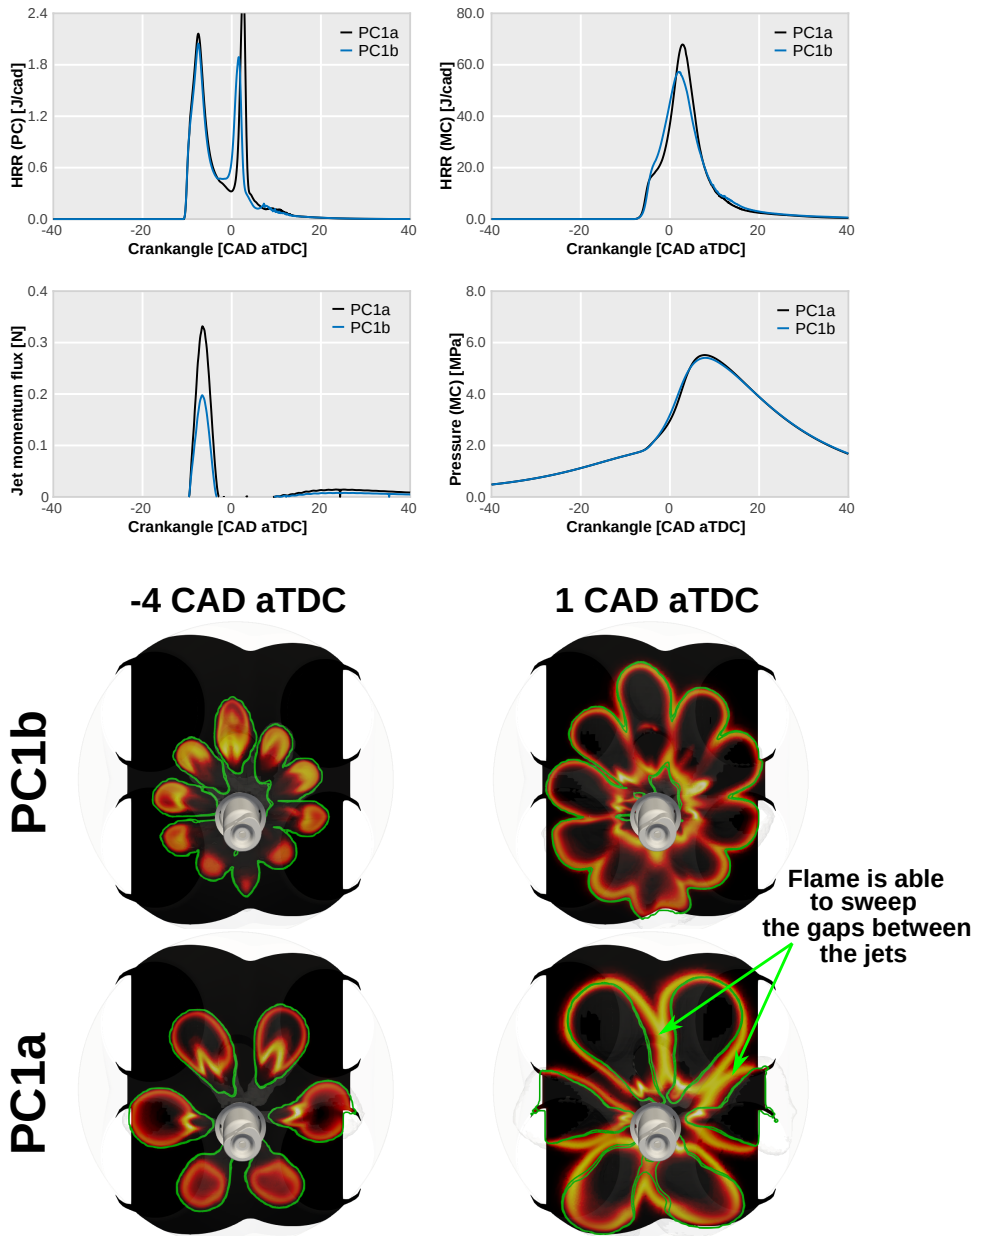 2.4
1.8
1.2
0.6
0.0
HRR (PC) [J/cad]
PC1a
PC1b
-40
-20
0
20
40
Crankangle [CAD aTDC]
80.0
60.0
40.0
20.0
0.0
HRR (MC) [J/cad]
PC1a
PC1b
-40
-20
0
20
40
Crankangle [CAD aTDC]
0.4
0.3
0.2
0.1
0
Jet momentum flux [N]
PC1a
PC1b
-40
-20
0
20
40
Crankangle [CAD aTDC]
8.0
6.0
4.0
2.0
0.0
Pressure (MC) [MPa]
PC1a
PC1b
-40
-20
0
20
40
Crankangle [CAD aTDC]
-4 CAD aTDC
1 CAD aTDC
PC1b
Flame is able
to sweep
the gaps between
the jets
PC1a